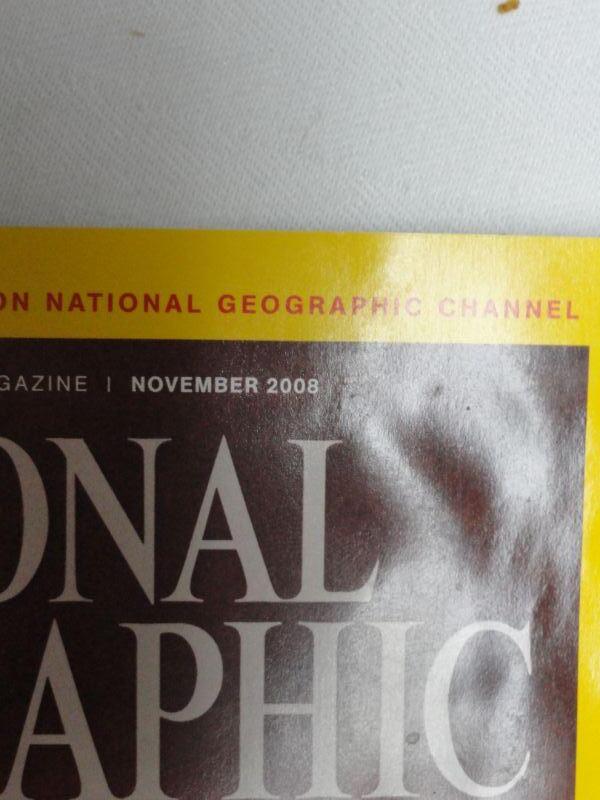 ON NATIONAL GEOGRAPHIC CHANNEL
GAZINE | NOVEMBER 2008
ONAL
APHIC